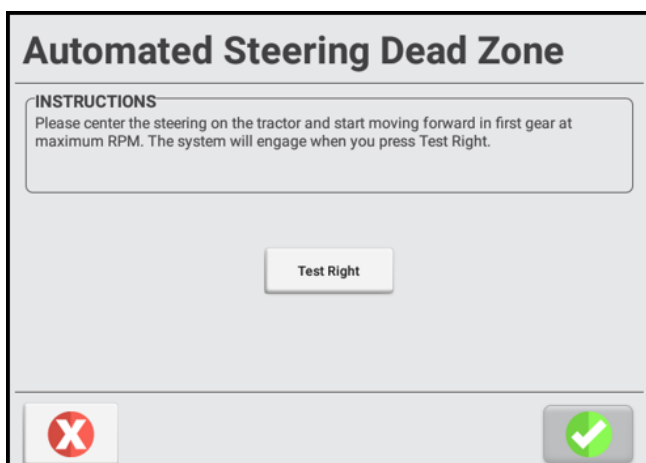 Automated Steering Dead Zone
INSTRUCTIONS
Please center the steering on the tractor and start moving forward in first gear at
maximum RPM. The system will engage when you press Test Right.
Test Right